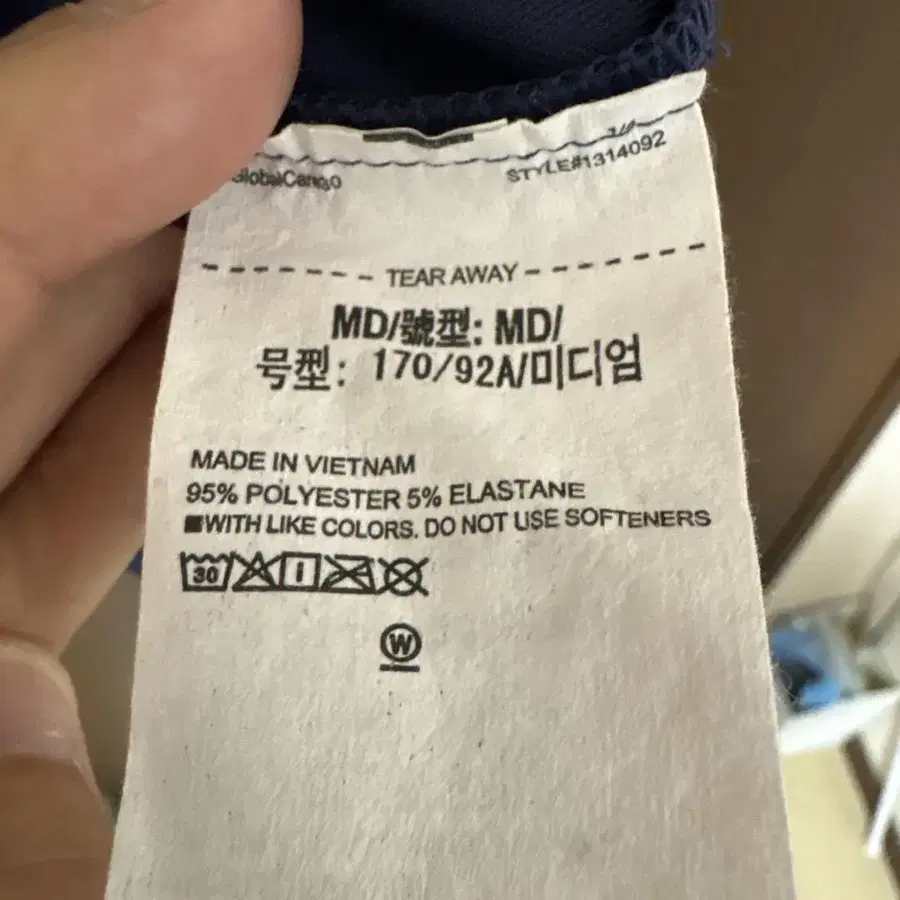 STYLE#1314092
TEAR AWAY
MD/號型: MD/
号型: 170/92A/미디엄
MADE IN VIETNAM
95% POLYESTER 5% ELASTANE
WITH LIKE COLORS. DO NOT USE SOFTENERS
30
W